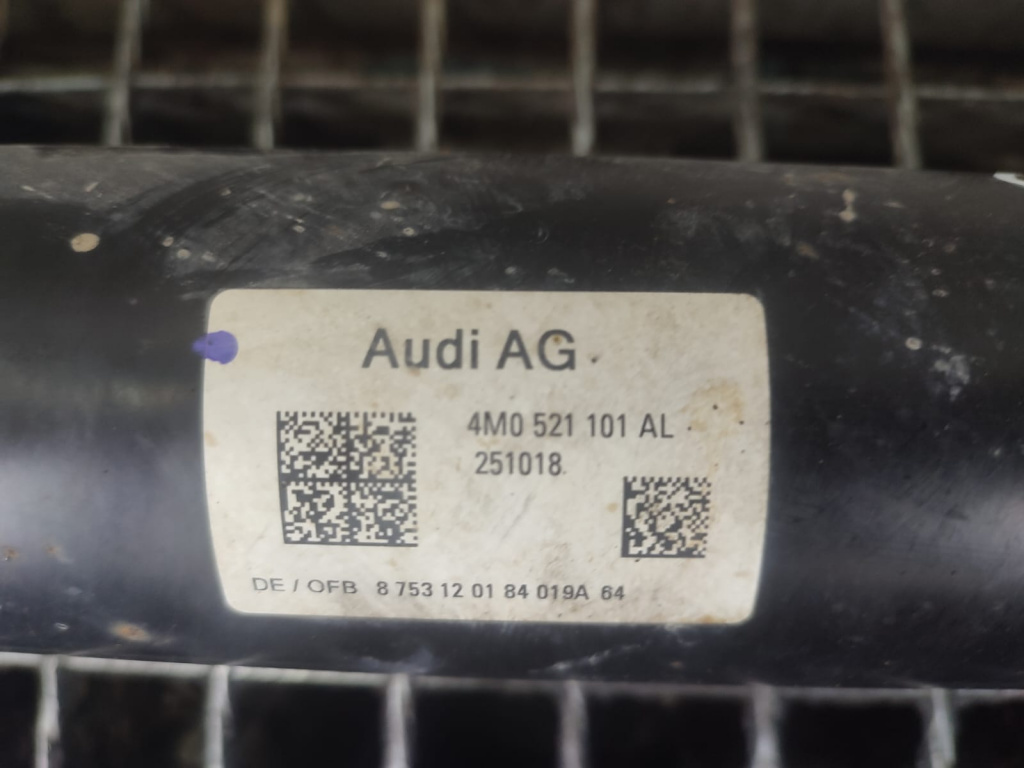 Audi AG
4M0 521 101 AL
251018
DE / OFB 8 753 12 01 84 019A 64